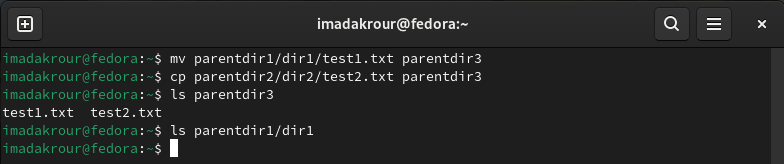 imadakrour@fedora:~
imadakrour@fedora:~$ mv parentdir1/dir1/test1.txt parentdir3
imadakrour@fedora:~$ cp parentdir2/dir2/test2.txt parentdir3
imadakrour@fedora:~$ ls parentdir3
test1.txt  test2.txt
imadakrour@fedora:~$ ls parentdir1/dir1
imadakrour@fedora:~$